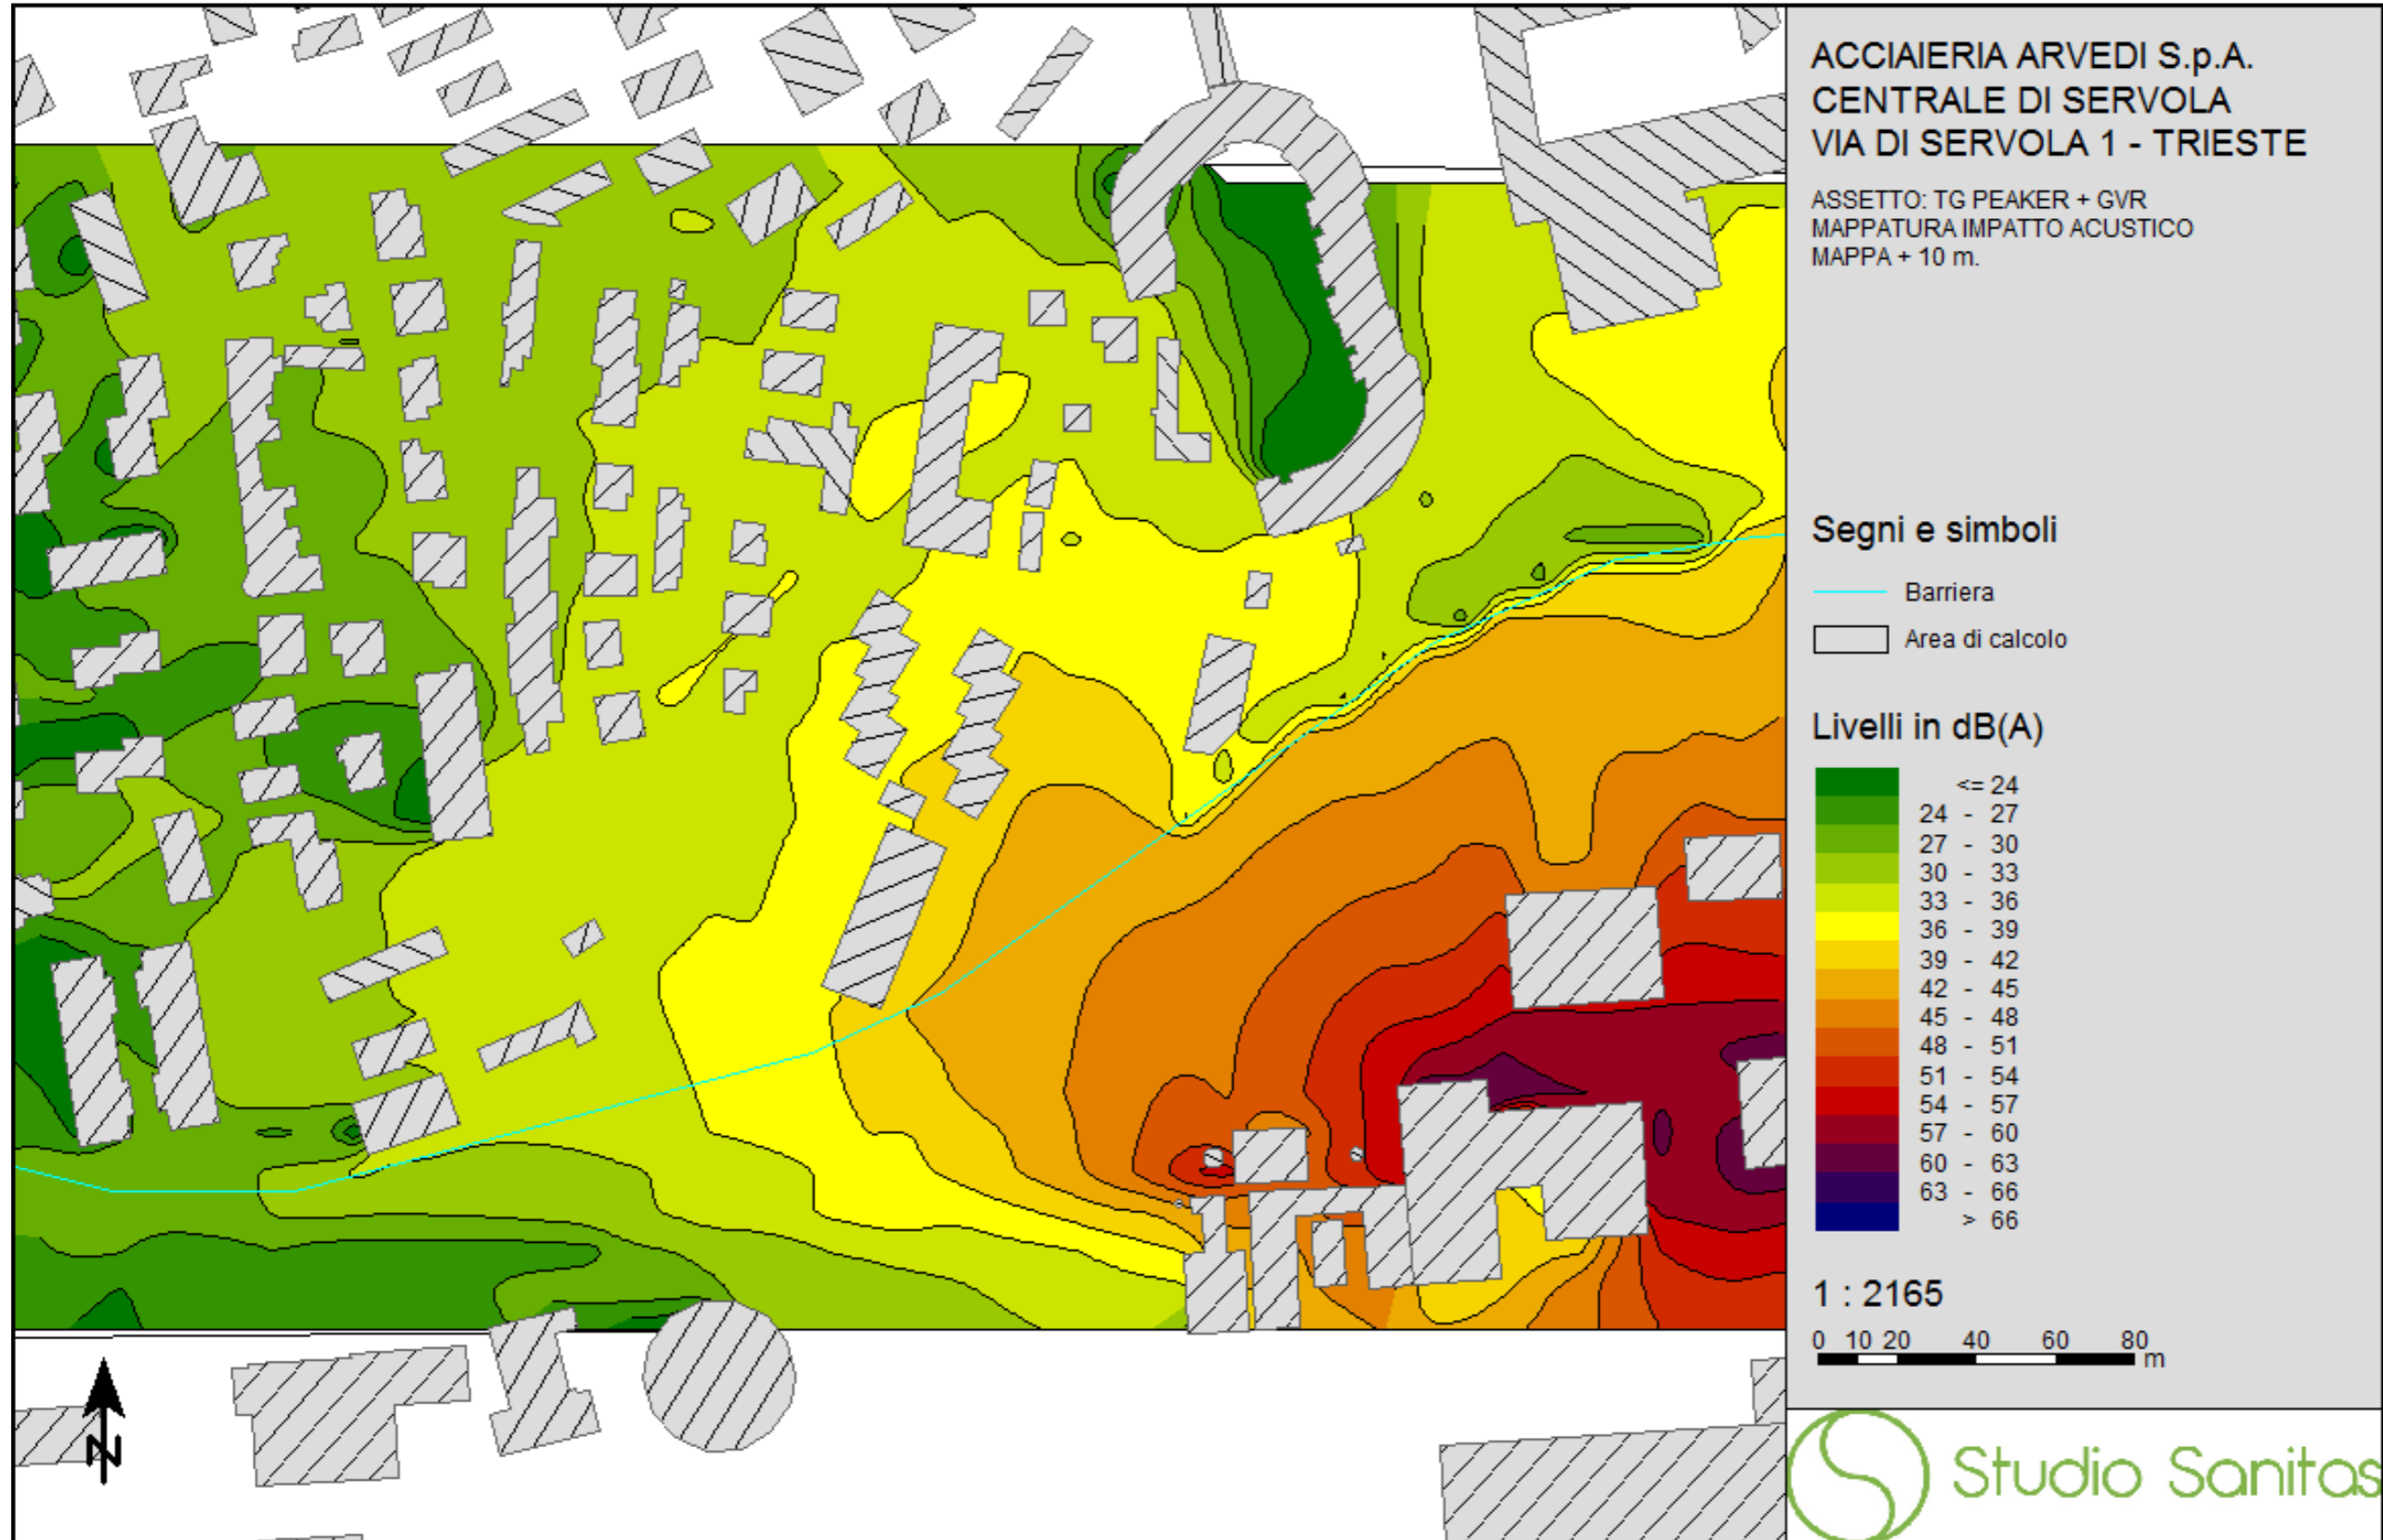 ACCIAIERIA ARVEDI S.p.A.
CENTRALE DI SERVOLA
VIA DI SERVOLA 1 - TRIESTE
ASSETTO: TG PEAKER + GVR
MAPPATURA IMPATTO ACUSTICO
MAPPA + 10 m.
Segni e simboli
Barriera
Area di calcolo
Livelli in dB(A)
<= 24
24 - 27
27 - 30
30 - 33
33 - 36
36 - 39
39 - 42
42 - 45
45 - 48
48 - 51
51 - 54
54 - 57
57 - 60
60 - 63
63 - 66
> 66
1 : 2165
0 10 20 40 60 80
m
N
Studio Sanitas